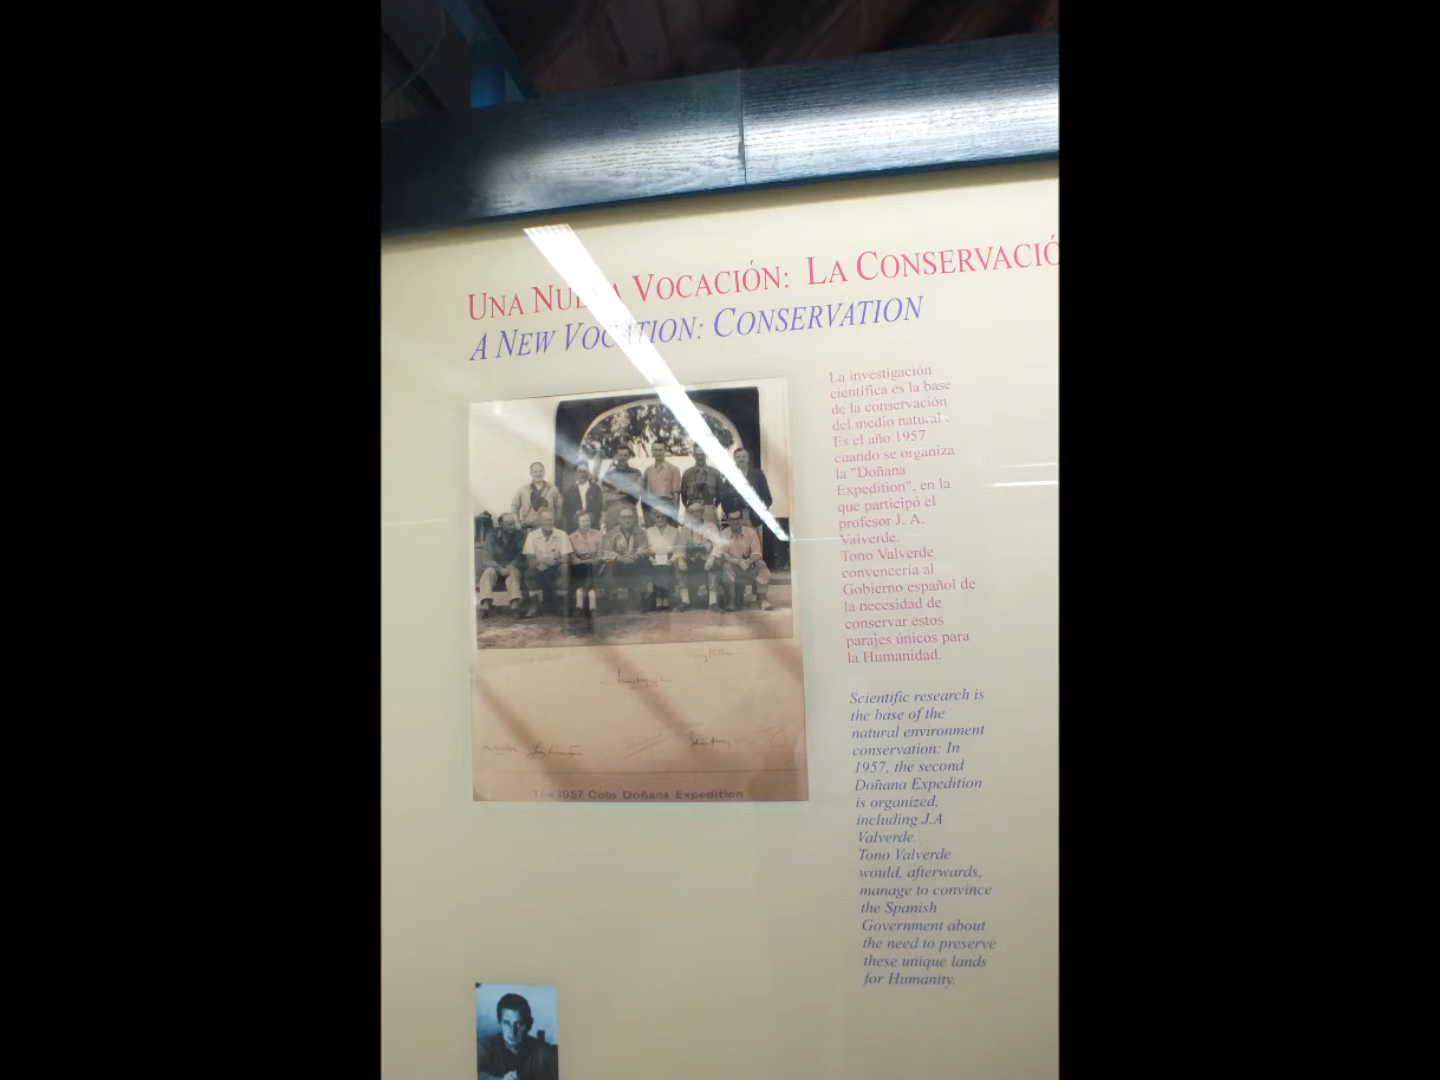 UNA NUEVA VOCACIÓN: LA CONSERVACIÓ
A NEW VOCATION: CONSERVATION
La investigación
científica es la base
de la conservación
del medio natural .
Es el año 1957
cuando se organiza
la "Doñana
Expedition", en la
que participó el
profesor J. A.
Valverde.
Tono Valverde
convencería al
Gobierno español de
la necesidad de
conservar estos
parajes únicos para
la Humanidad.
Scientific research is
the base of the
natural environment
conservation: In
1957, the second
Doñana Expedition
is organized,
including J.A
Valverde.
Tono Valverde
would, afterwards,
manage to convince
the Spanish
Government about
the need to preserve
these unique lands
for Humanity.
The 1957 Coto Doñana Expedition